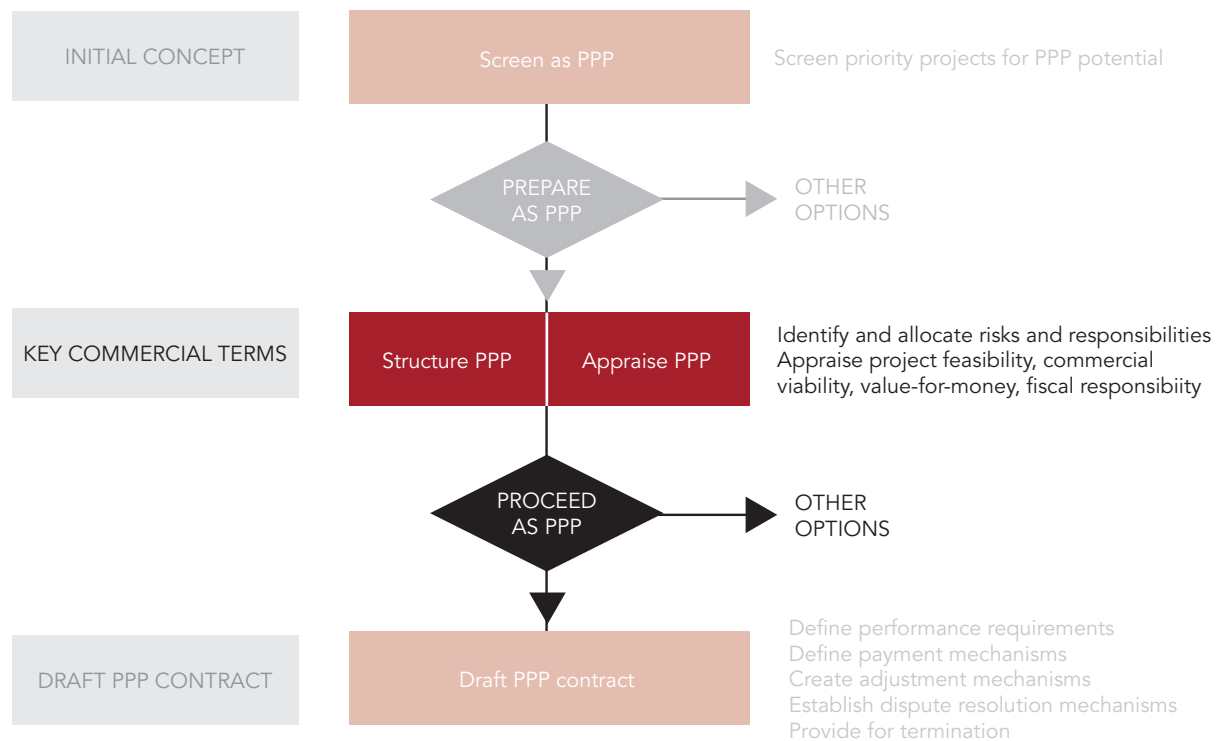 INITIAL CONCEPT
Screen as PPP
Screen priority projects for PPP potential
PREPARE
AS PPP
OTHER
OPTIONS
KEY COMMERCIAL TERMS
Structure PPP
Appraise PPP
Identify and allocate risks and responsibilities
Appraise project feasibility, commercial
viability, value-for-money, fiscal responsibiity
PROCEED
AS PPP
OTHER
OPTIONS
DRAFT PPP CONTRACT
Draft PPP contract
Define performance requirements
Define payment mechanisms
Create adjustment mechanisms
Establish dispute resolution mechanisms
Provide for termination